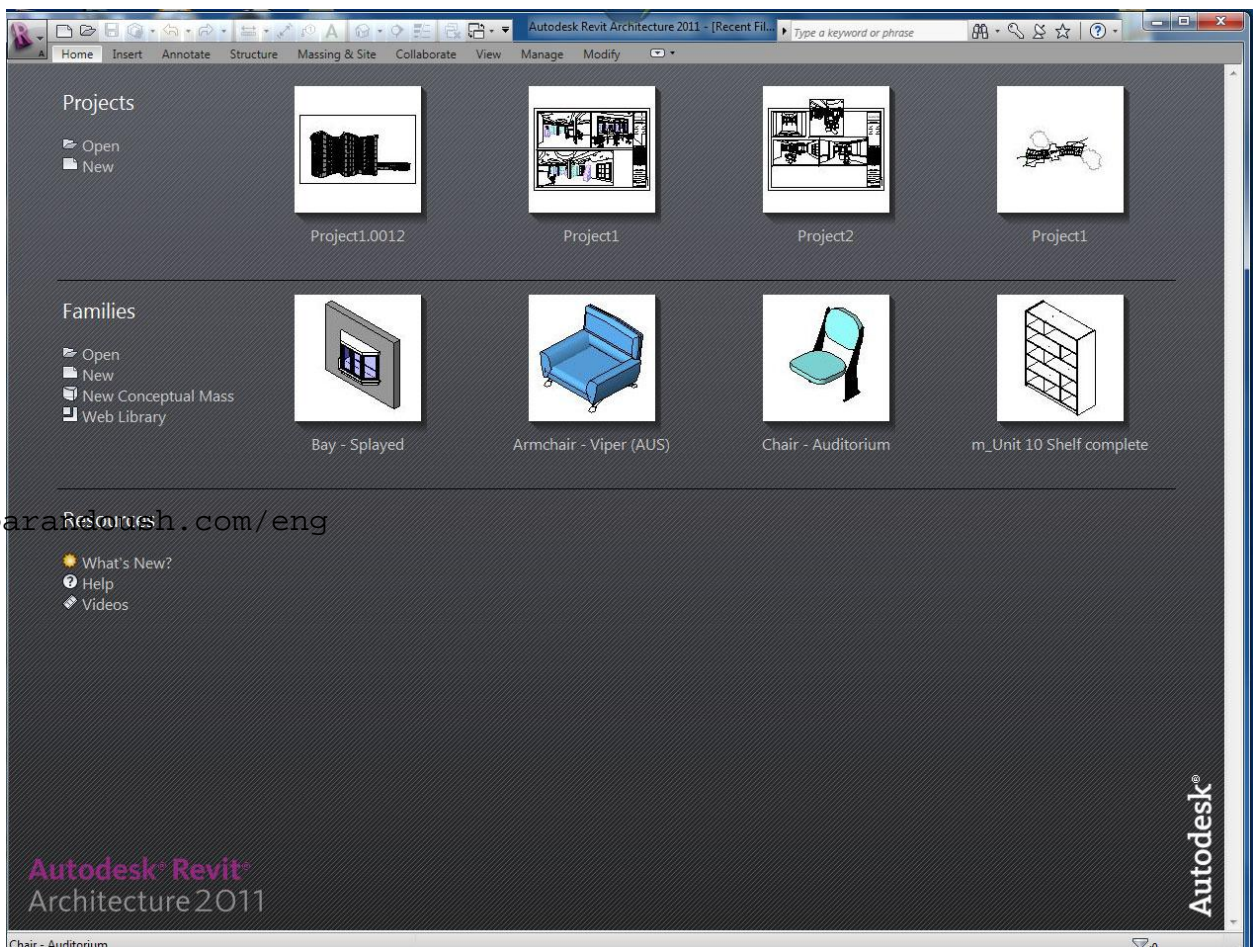 Autodesk Revit Architecture 2011 - [Recent Fil...
Type a keyword or phrase
Home Insert Annotate Structure Massing & Site Collaborate View Manage Modify
Projects
Open
New
Project1.0012
Project1
Project2
Project1
Families
Open
New
New Conceptual Mass
Web Library
Bay - Splayed
Armchair - Viper (AUS)
Chair - Auditorium
m_Unit 10 Shelf complete
Resources
.com/eng
What's New?
Help
Videos
Autodesk®
Autodesk® Revit®
Architecture 2011
Chair - Auditorium